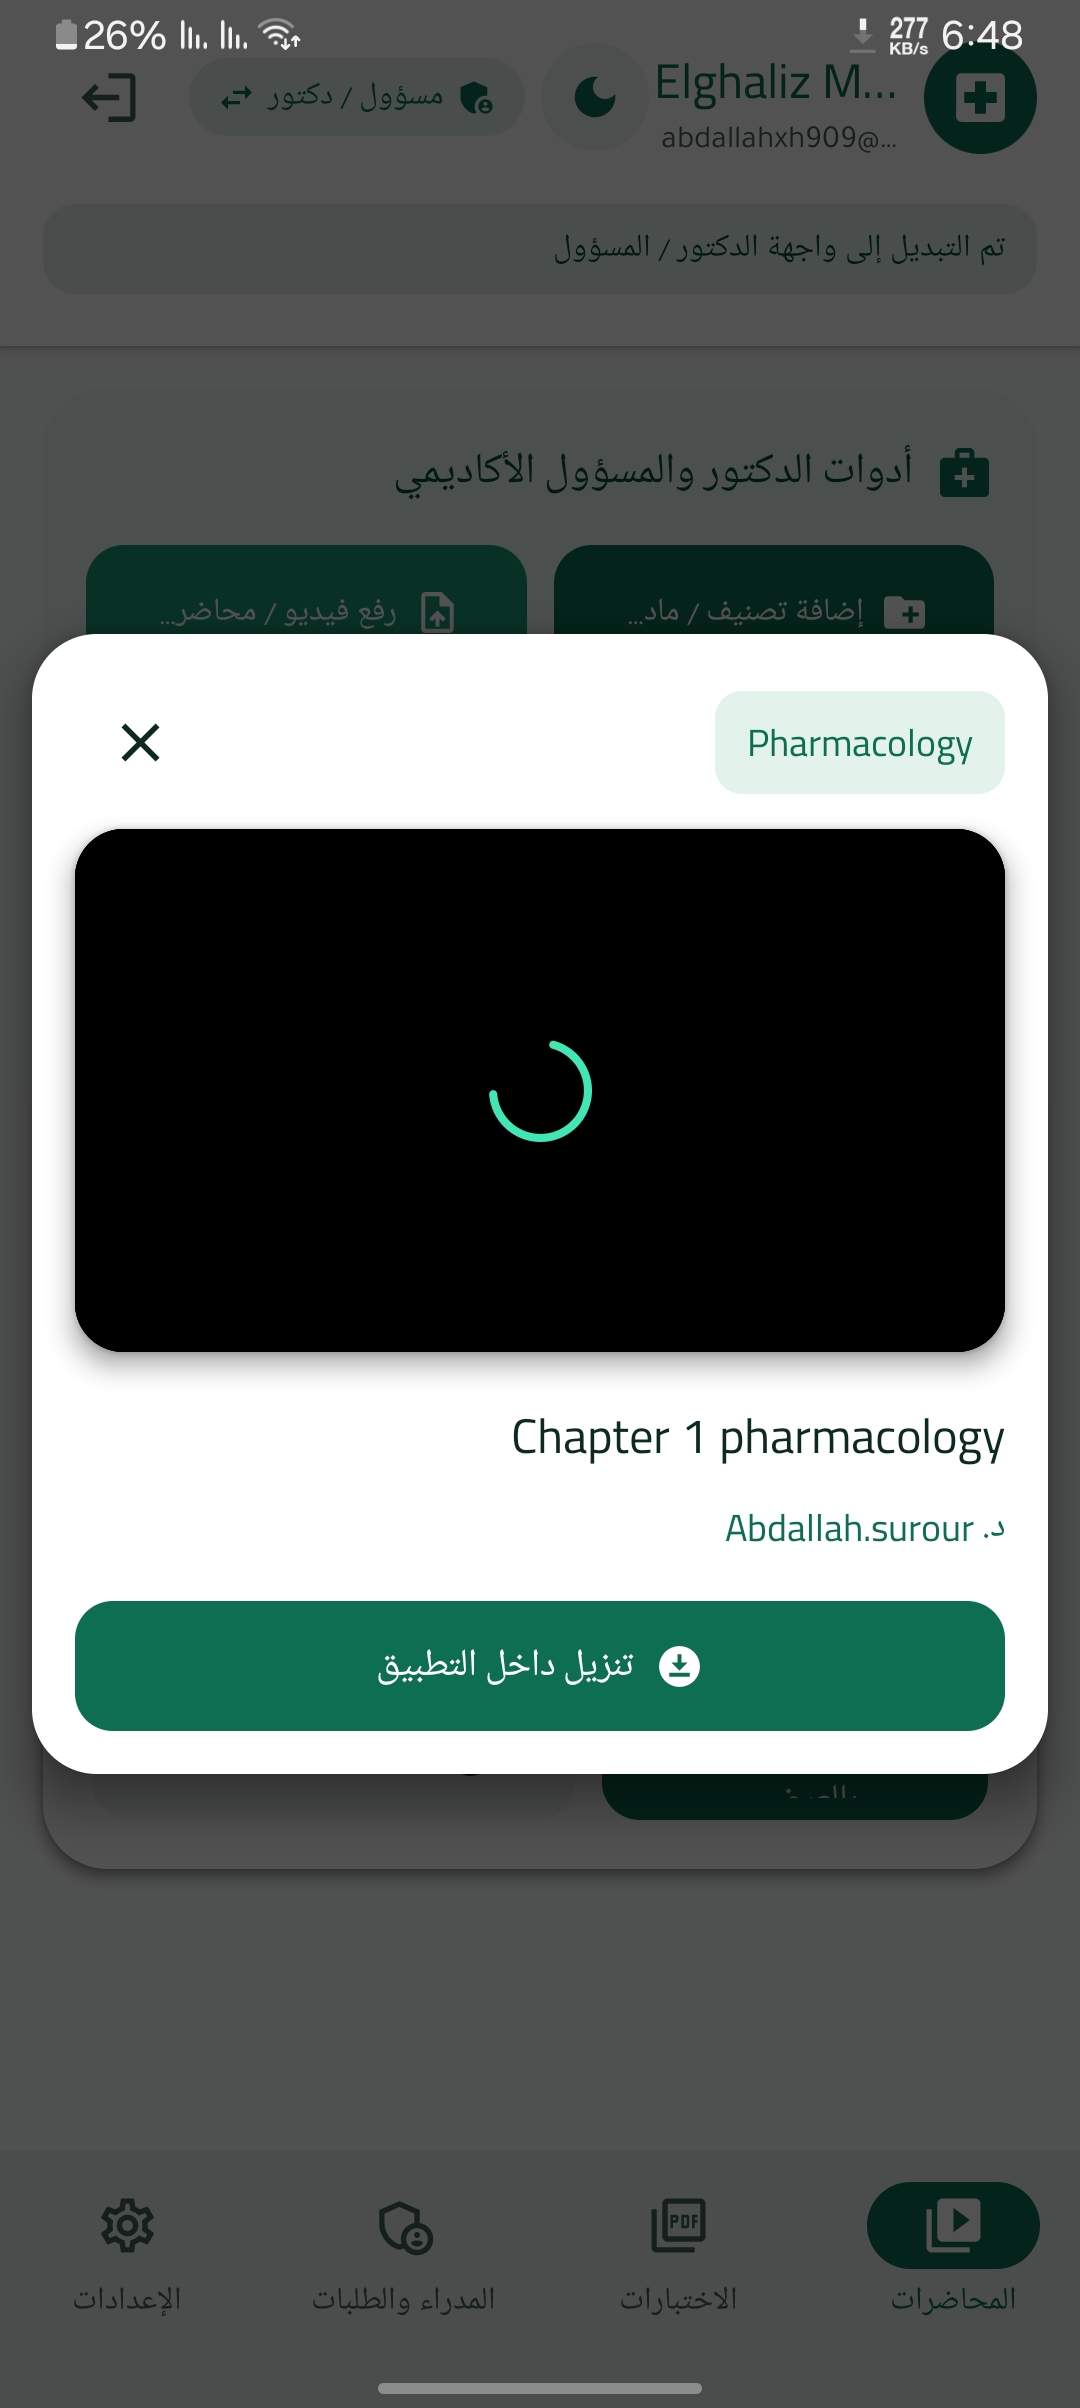 26%
277 KB/s 6:48
Elghaliz M...
abdallahxh909@...
مسؤول / دكتور
تم التبديل إلى واجهة الدكتور / المسؤول
أدوات الدكتور والمسؤول الأكاديمي
إضافة تصنيف / ماد...
رفع فيديو / محاضر...
Pharmacology
Chapter 1 pharmacology
د. Abdallah.surour
تنزيل داخل التطبيق
المحاضرات
PDF
الاختبارات
المدراء والطلبات
الإعدادات